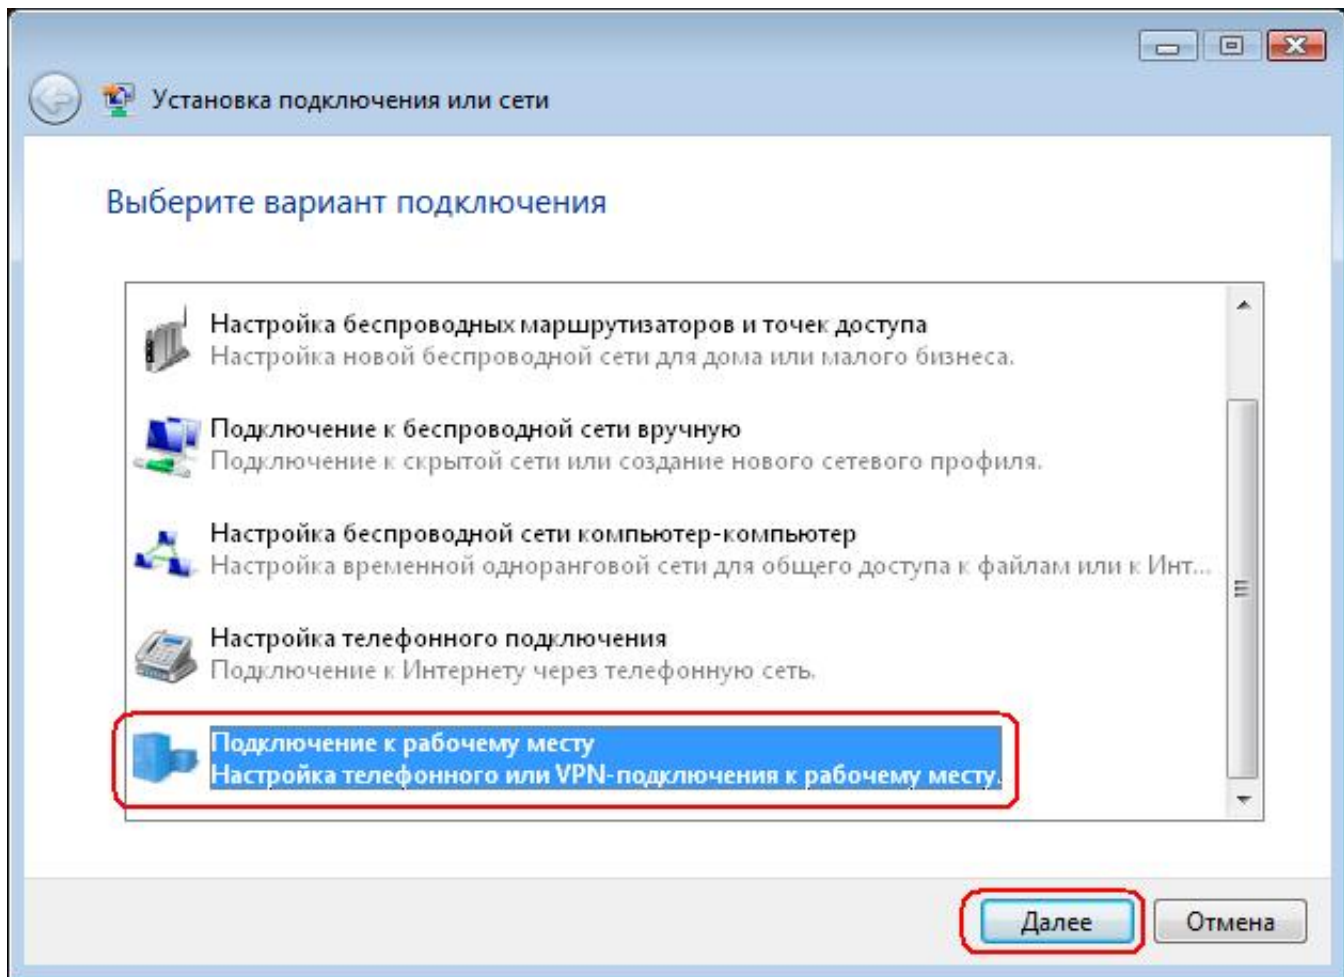 Установка подключения или сети
Выберите вариант подключения
Настройка беспроводных маршрутизаторов и точек доступа
Настройка новой беспроводной сети для дома или малого бизнеса.
Подключение к беспроводной сети вручную
Подключение к скрытой сети или создание нового сетевого профиля.
Настройка беспроводной сети компьютер-компьютер
Настройка временной одноранговой сети для общего доступа к файлам или к Инт...
Настройка телефонного подключения
Подключение к Интернету через телефонную сеть.
Подключение к рабочему месту
Настройка телефонного или VPN-подключения к рабочему месту.
Далее Отмена